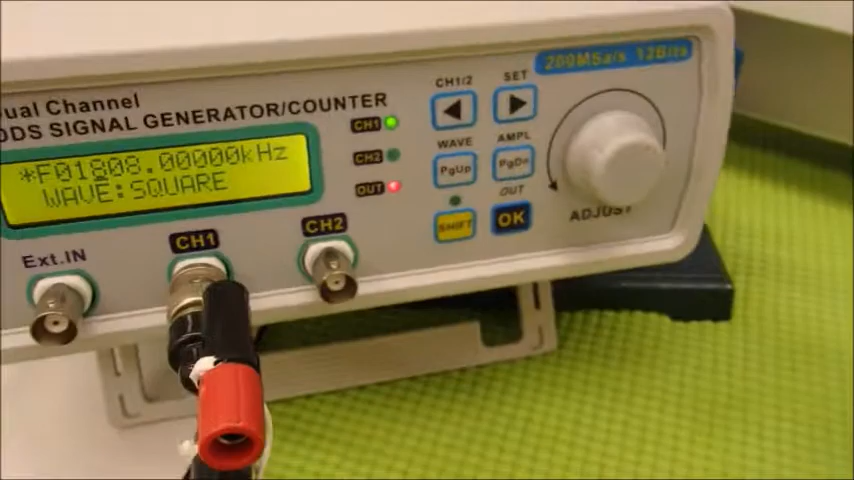 Dual Channel
DDS SIGNAL GENERATOR/COUNTER
200MSa/s 12Bits
CH1/2
SET
CH1
CH2
OUT
WAVE
AMPL
PgUp
PgDn
OUT
SHIFT
OK
ADJUST
*F01808.00000kHz
WAVE:SQUARE
Ext.IN
CH1
CH2